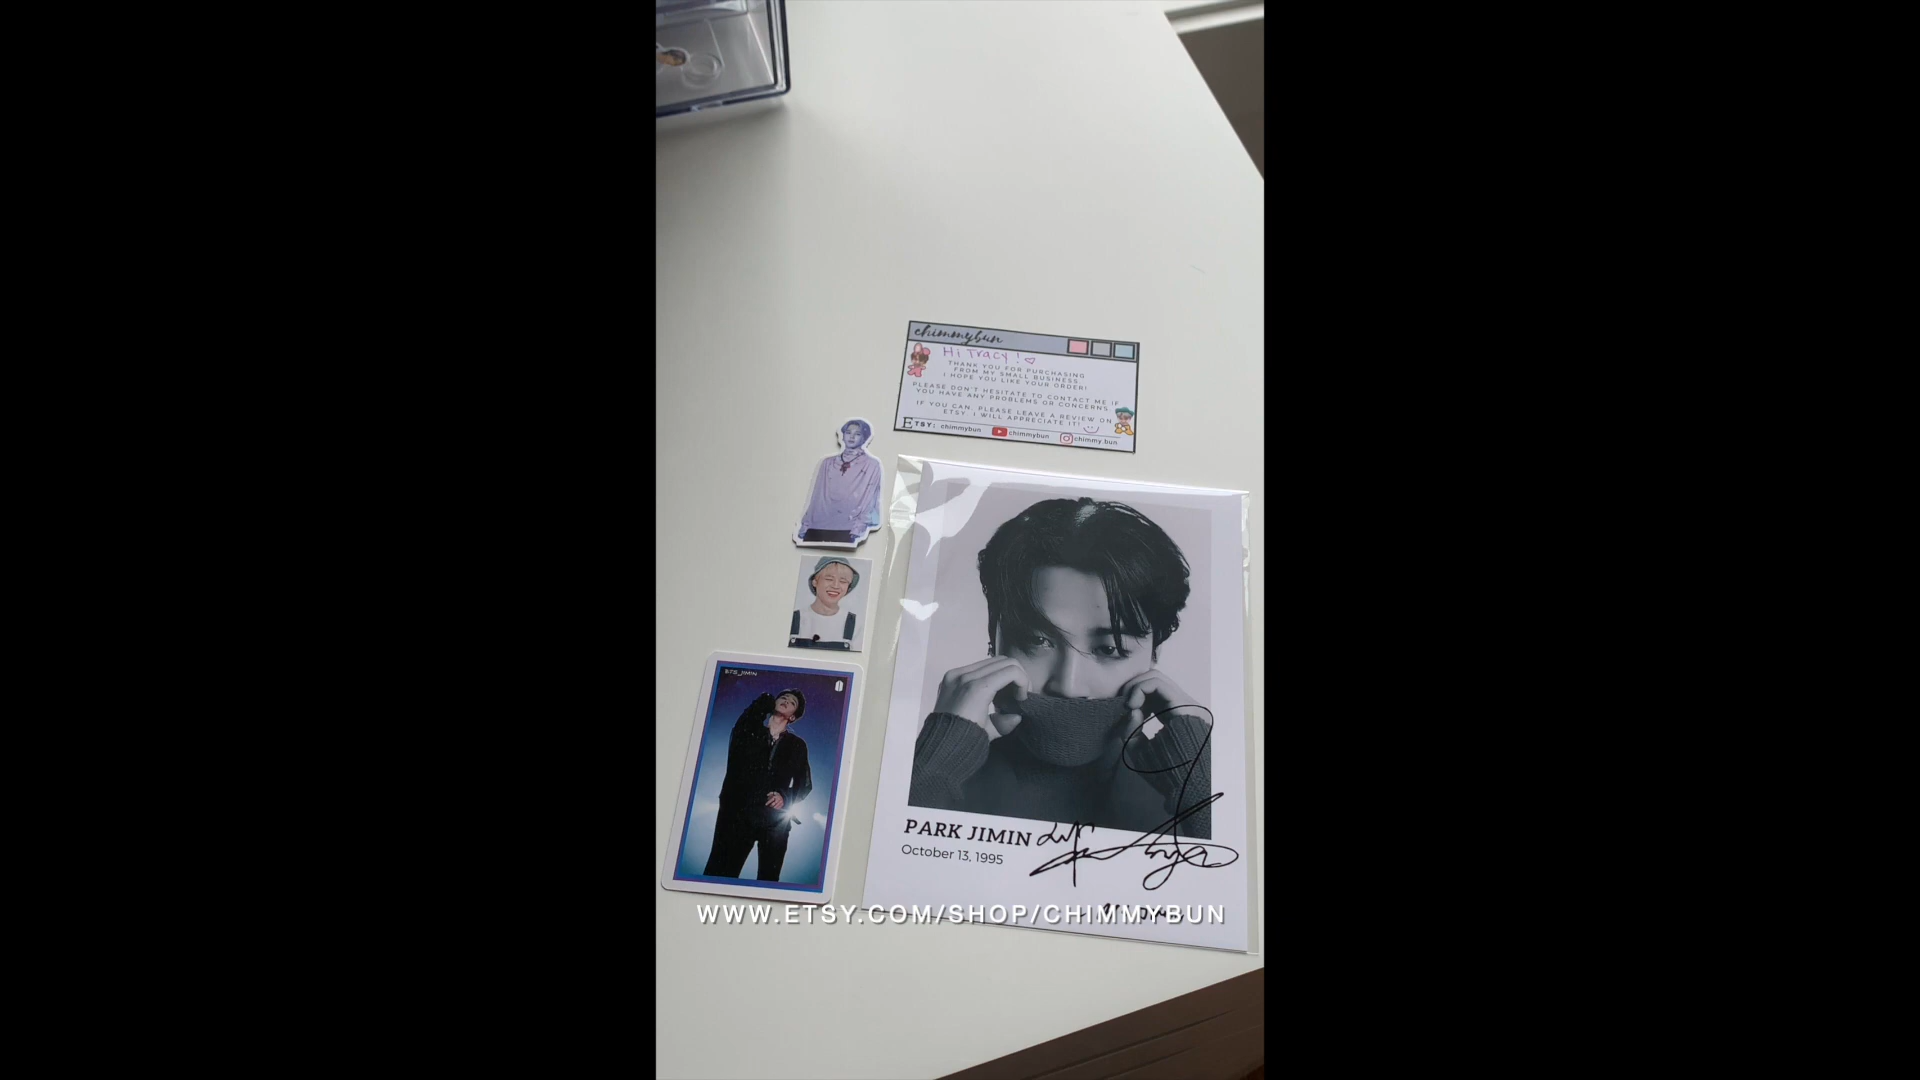 chimmybun
Hi Tracy!
THANK YOU FOR PURCHASING
FROM MY SMALL BUSINESS.
I HOPE YOU LIKE YOUR ORDER!
PLEASE DON'T HESITATE TO CONTACT ME IF
YOU HAVE ANY PROBLEMS OR CONCERNS.
IF YOU CAN, PLEASE LEAVE A REVIEW ON
ETSY. I WILL APPRECIATE IT!
ETSY: chimmybun chimmybun chimmy.bun
BTS_JIMIN
PARK JIMIN
October 13, 1995
WWW.ETSY.COM/SHOP/CHIMMYBUN